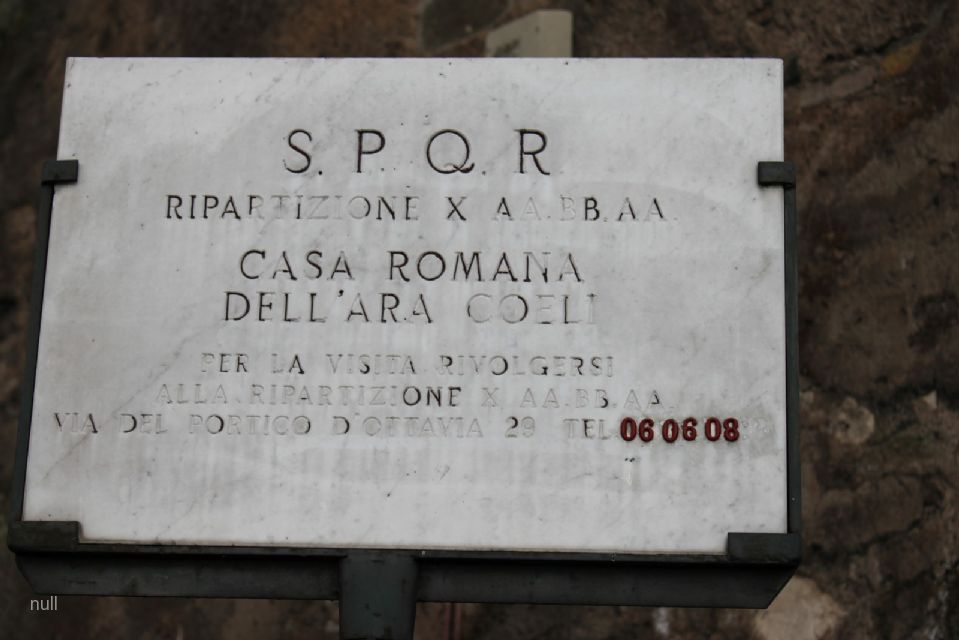 S. P. Q. R
RIPARTIZIONE X AA.BB.AA.
CASA ROMANA
DELL'ARA COELI
PER LA VISITA RIVOLGERSI
ALLA RIPARTIZIONE X AA.BB.AA.
VIA DEL PORTICO D'OTTAVIA 29 TEL. 06 06 08
null